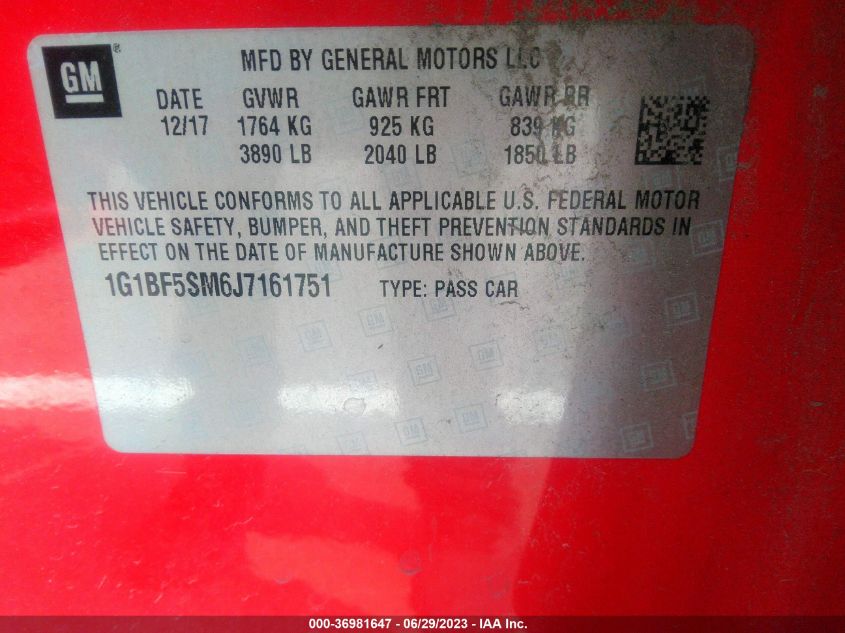 GM ®
MFD BY GENERAL MOTORS LLC
DATE GVWR GAWR FRT GAWR RR
12/17 1764 KG 925 KG 839 KG
3890 LB 2040 LB 1850 LB
THIS VEHICLE CONFORMS TO ALL APPLICABLE U.S. FEDERAL MOTOR
VEHICLE SAFETY, BUMPER, AND THEFT PREVENTION STANDARDS IN
EFFECT ON THE DATE OF MANUFACTURE SHOWN ABOVE.
1G1BF5SM6J7161751 TYPE: PASS CAR
000-36981647 - 06/29/2023 - IAA Inc.